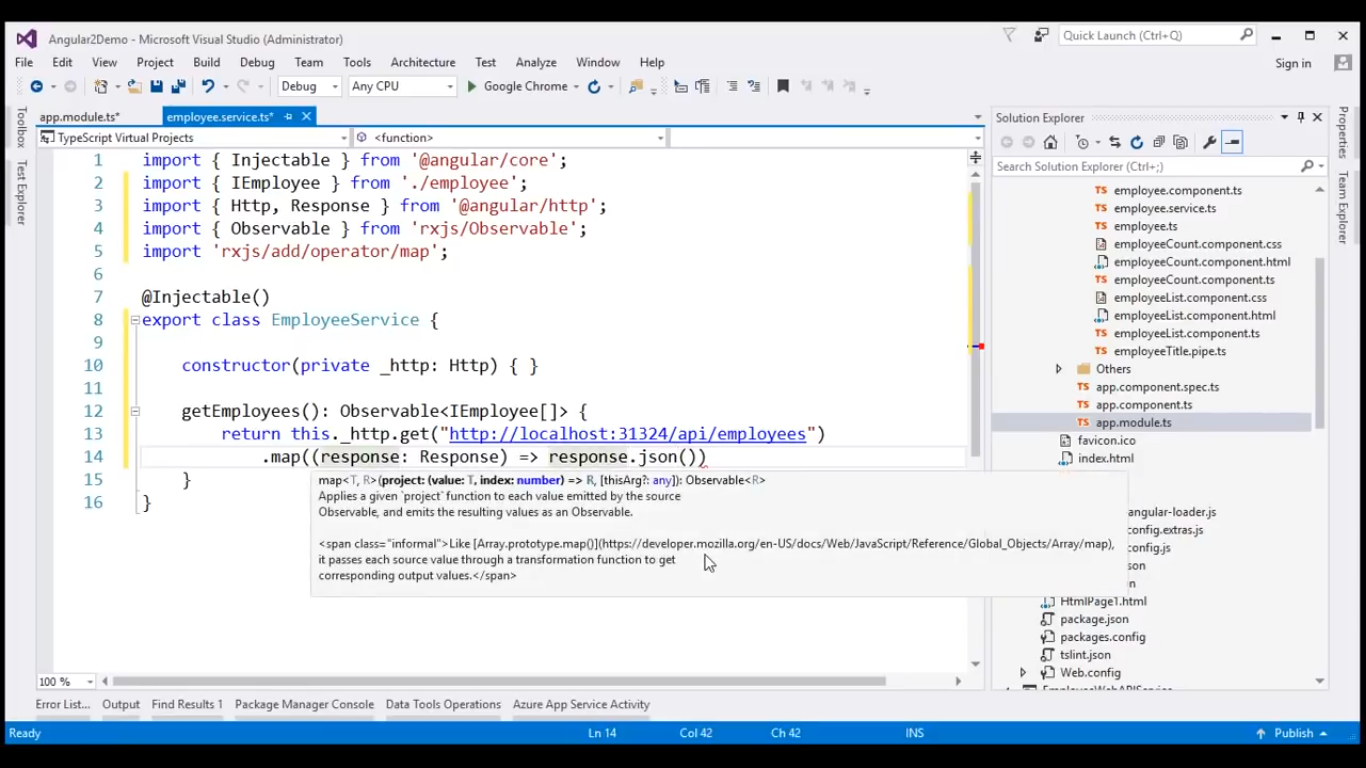 Angular2Demo - Microsoft Visual Studio (Administrator)
Quick Launch (Ctrl+Q)
File Edit View Project Build Debug Team Tools Architecture Test Analyze Window Help
Sign in
Debug Any CPU Google Chrome
Toolbox
Test Explorer
app.module.ts* employee.service.ts*
TypeScript Virtual Projects <function>
1 import { Injectable } from '@angular/core';
2 import { IEmployee } from './employee';
3 import { Http, Response } from '@angular/http';
4 import { Observable } from 'rxjs/Observable';
5 import 'rxjs/add/operator/map';
6
7 @Injectable()
8 export class EmployeeService {
9
10 constructor(private _http: Http) { }
11
12 getEmployees(): Observable<IEmployee[]> {
13 return this._http.get("http://localhost:31324/api/employees")
14 .map((response: Response) => response.json())
15 }
16 }
map<T, R>(project: (value: T, index: number) => R, [thisArg?: any]): Observable<R>
Applies a given `project` function to each value emitted by the source
Observable, and emits the resulting values as an Observable.
<span class="informal">Like [Array.prototype.map()](https://developer.mozilla.org/en-US/docs/Web/JavaScript/Reference/Global_Objects/Array/map),
it passes each source value through a transformation function to get
corresponding output values.</span>
100 %
Solution Explorer
Search Solution Explorer (Ctrl+;)
TS employee.component.ts
TS employee.service.ts
TS employee.ts
employeeCount.component.css
employeeCount.component.html
TS employeeCount.component.ts
employeeList.component.css
employeeList.component.html
TS employeeList.component.ts
TS employeeTitle.pipe.ts
Others
TS app.component.spec.ts
TS app.component.ts
TS app.module.ts
favicon.ico
index.html
angular-loader.js
config.extras.js
nfig.js
son
n
HtmlPage1.html
package.json
packages.config
tslint.json
Web.config
Properties
Team Explorer
Error List... Output Find Results 1 Package Manager Console Data Tools Operations Azure App Service Activity
Ready Ln 14 Col 42 Ch 42 INS Publish